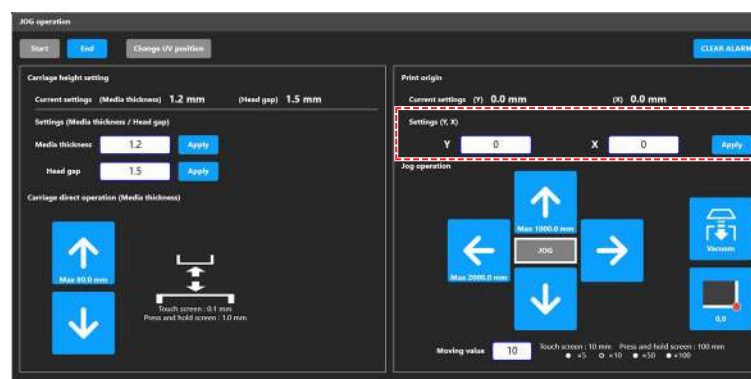 JOG operation
Start End Change UV position CLEAR ALARM
Carriage height setting
Current settings (Media thickness) 1.2 mm (Head gap) 1.5 mm
Settings (Media thickness / Head gap)
Media thickness 1.2 Apply
Head gap 1.5 Apply
Carriage direct operation (Media thickness)
Max 80.0 mm
Touch screen : 0.1 mm
Press and hold screen : 1.0 mm
Print origin
Current settings (Y) 0.0 mm (X) 0.0 mm
Settings (Y, X)
Y 0 X 0 Apply
Jog operation
Max 1000.0 mm
JOG
Max 2000.0 mm
Vacuum
0,0
Moving value 10 Touch screen : 10 mm Press and hold screen : 100 mm
×5 ×10 ×50 ×100